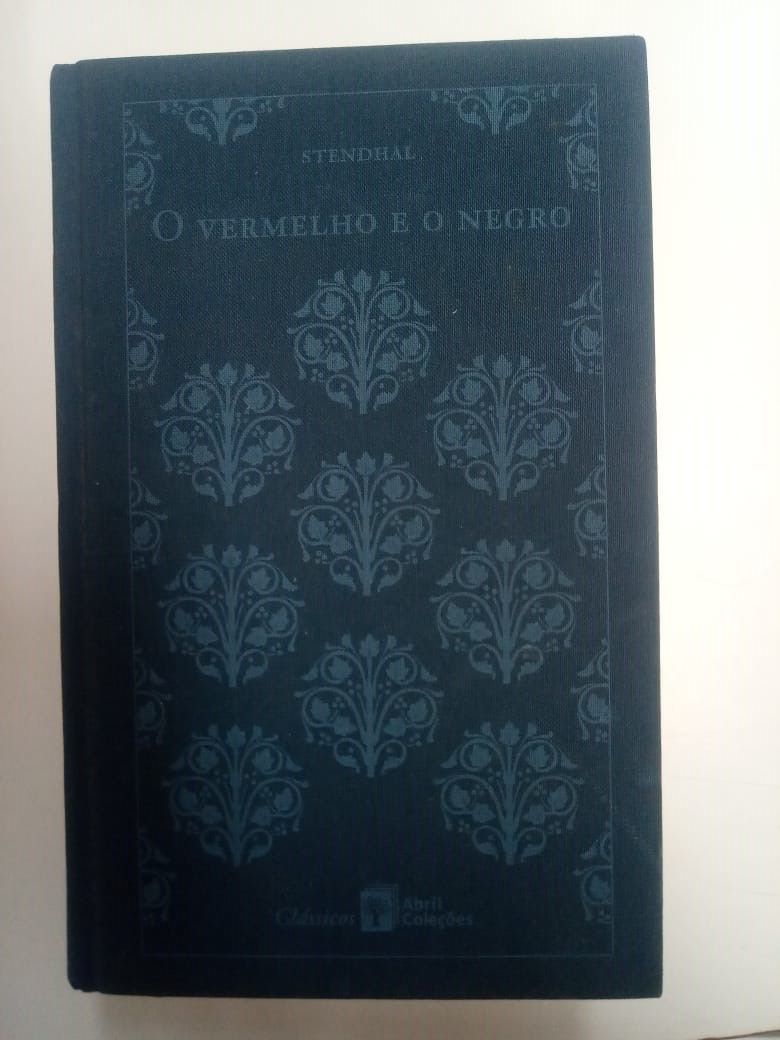 STENDHAL
O VERMELHO E O NEGRO
Clássicos Abril
Coleções